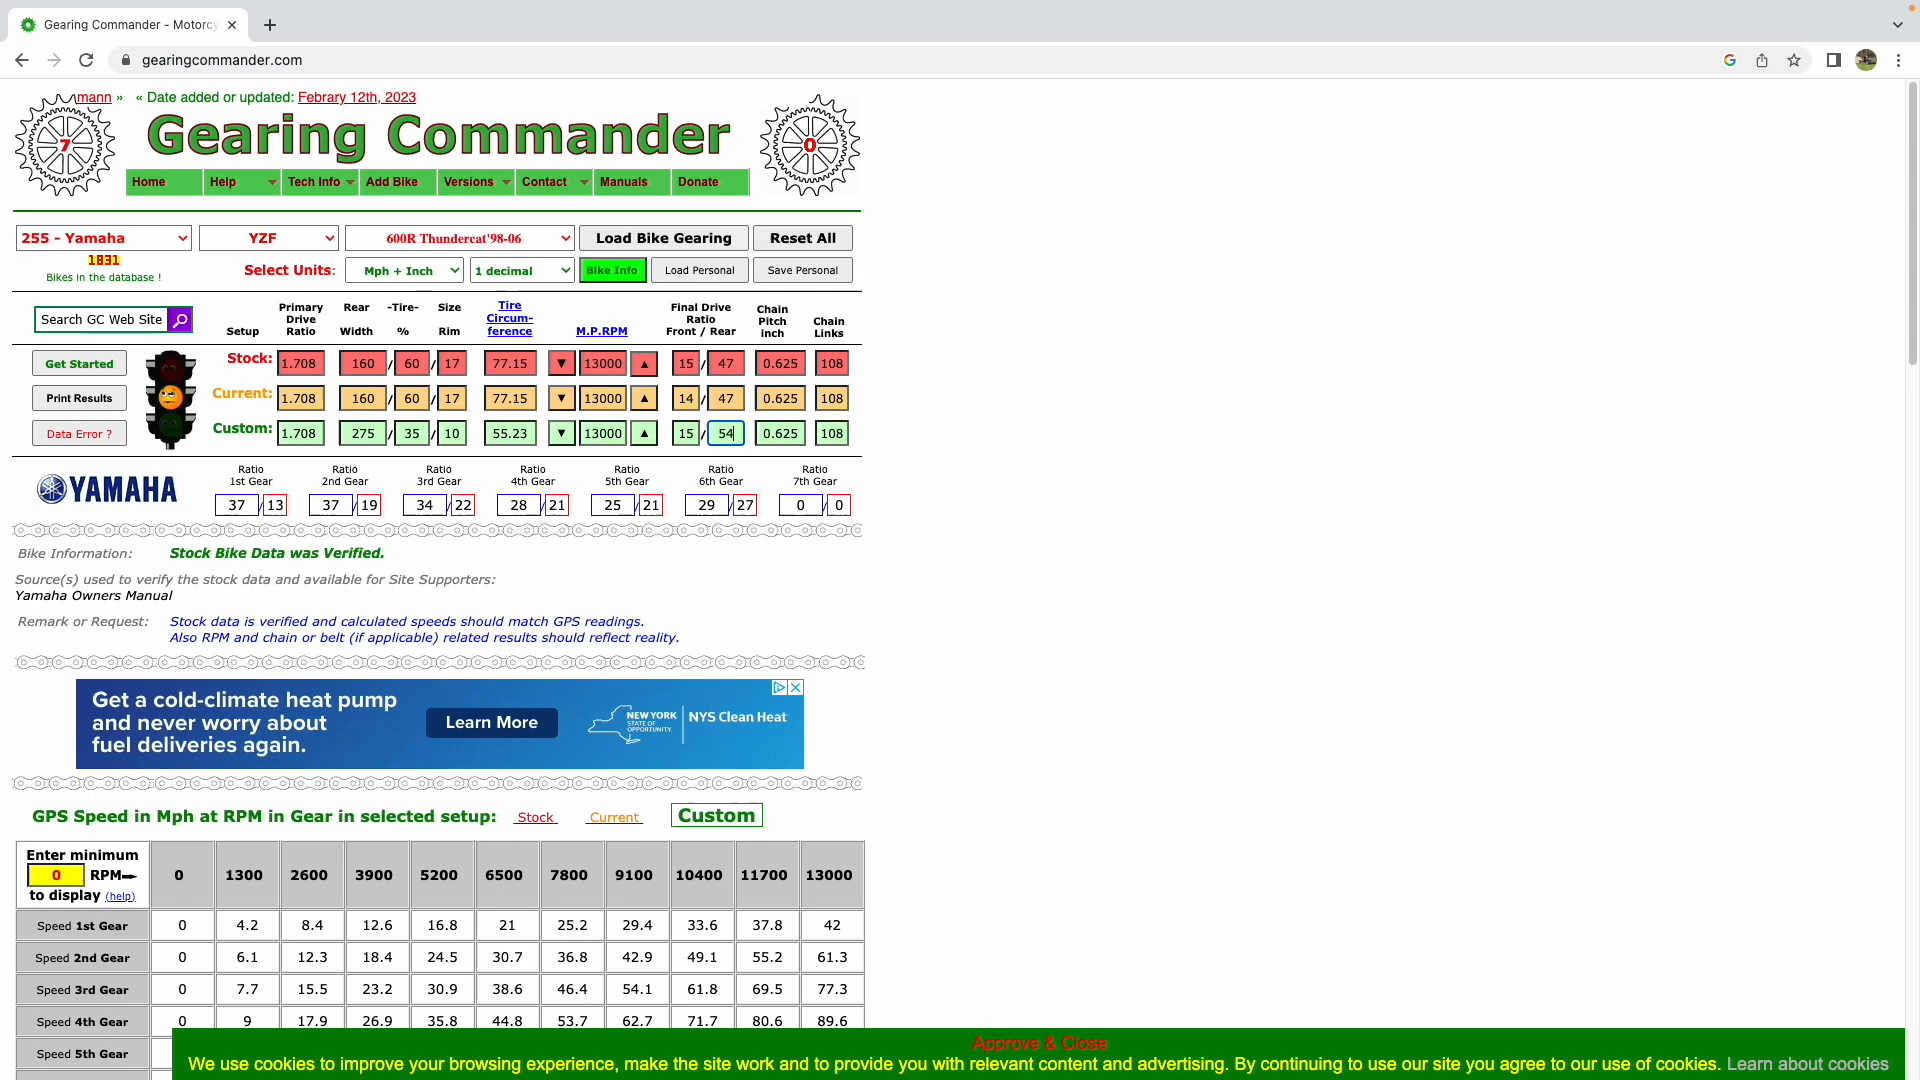 Gearing Commander - Motorcy
gearingcommander.com
mann » « Date added or updated: Febrary 12th, 2023
7 Gearing Commander 0
Home Help Tech Info Add Bike Versions Contact Manuals Donate
255 - Yamaha YZF 600R Thundercat'98-06 Load Bike Gearing Reset All
1831
Bikes in the database !
Select Units: Mph + Inch 1 decimal Bike Info Load Personal Save Personal
Search GC Web Site
Setup
Primary
Drive
Ratio
Rear
Width
-Tire-
%
Size
Rim
Tire
Circum-
ference
M.P.RPM
Final Drive
Ratio
Front / Rear
Chain
Pitch
inch
Chain
Links
Get Started Stock: 1.708 160 / 60 / 17 77.15 ▼ 13000 ▲ 15 / 47 0.625 108
Print Results Current: 1.708 160 / 60 / 17 77.15 ▼ 13000 ▲ 14 / 47 0.625 108
Data Error ? Custom: 1.708 275 / 35 / 10 55.23 ▼ 13000 ▲ 15 / 54 0.625 108
YAMAHA
Ratio Ratio Ratio Ratio Ratio Ratio Ratio
1st Gear 2nd Gear 3rd Gear 4th Gear 5th Gear 6th Gear 7th Gear
37 / 13 37 / 19 34 / 22 28 / 21 25 / 21 29 / 27 0 / 0
Bike Information: Stock Bike Data was Verified.
Source(s) used to verify the stock data and available for Site Supporters:
Yamaha Owners Manual
Remark or Request: Stock data is verified and calculated speeds should match GPS readings.
Also RPM and chain or belt (if applicable) related results should reflect reality.
Get a cold-climate heat pump
and never worry about
fuel deliveries again.
Learn More
NEW YORK
STATE OF
OPPORTUNITY.
NYS Clean Heat
GPS Speed in Mph at RPM in Gear in selected setup: Stock Current Custom
Enter minimum
0 RPM
to display (help)
0 1300 2600 3900 5200 6500 7800 9100 10400 11700 13000
Speed 1st Gear 0 4.2 8.4 12.6 16.8 21 25.2 29.4 33.6 37.8 42
Speed 2nd Gear 0 6.1 12.3 18.4 24.5 30.7 36.8 42.9 49.1 55.2 61.3
Speed 3rd Gear 0 7.7 15.5 23.2 30.9 38.6 46.4 54.1 61.8 69.5 77.3
Speed 4th Gear 0 9 17.9 26.9 35.8 44.8 53.7 62.7 71.7 80.6 89.6
Speed 5th Gear
Approve & Close
We use cookies to improve your browsing experience, make the site work and to provide you with relevant content and advertising. By continuing to use our site you agree to our use of cookies. Learn about cookies